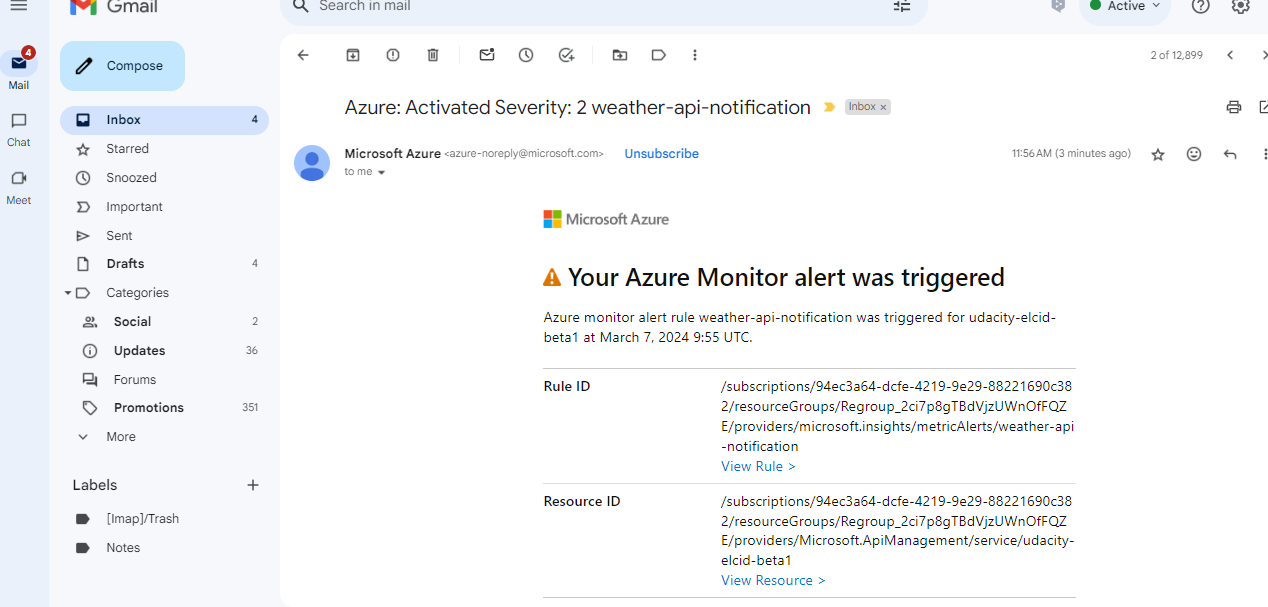 Gmail
Search in mail
Active
4
Mail
Chat
Meet
Compose
Inbox 4
Starred
Snoozed
Important
Sent
Drafts 4
Categories
Social 2
Updates 36
Forums
Promotions 351
More
Labels
[Imap]/Trash
Notes
2 of 12,899
Azure: Activated Severity: 2 weather-api-notification Inbox x
Microsoft Azure <azure-noreply@microsoft.com> Unsubscribe 11:56 AM (3 minutes ago)
to me
Microsoft Azure
Your Azure Monitor alert was triggered
Azure monitor alert rule weather-api-notification was triggered for udacity-elcid-
beta1 at March 7, 2024 9:55 UTC.
Rule ID /subscriptions/94ec3a64-dcfe-4219-9e29-88221690c38
2/resourceGroups/Regroup_2ci7p8gTBdVjzUWnOfFQZ
E/providers/microsoft.insights/metricAlerts/weather-api
-notification
View Rule >
Resource ID /subscriptions/94ec3a64-dcfe-4219-9e29-88221690c38
2/resourceGroups/Regroup_2ci7p8gTBdVjzUWnOfFQZ
E/providers/Microsoft.ApiManagement/service/udacity-
elcid-beta1
View Resource >